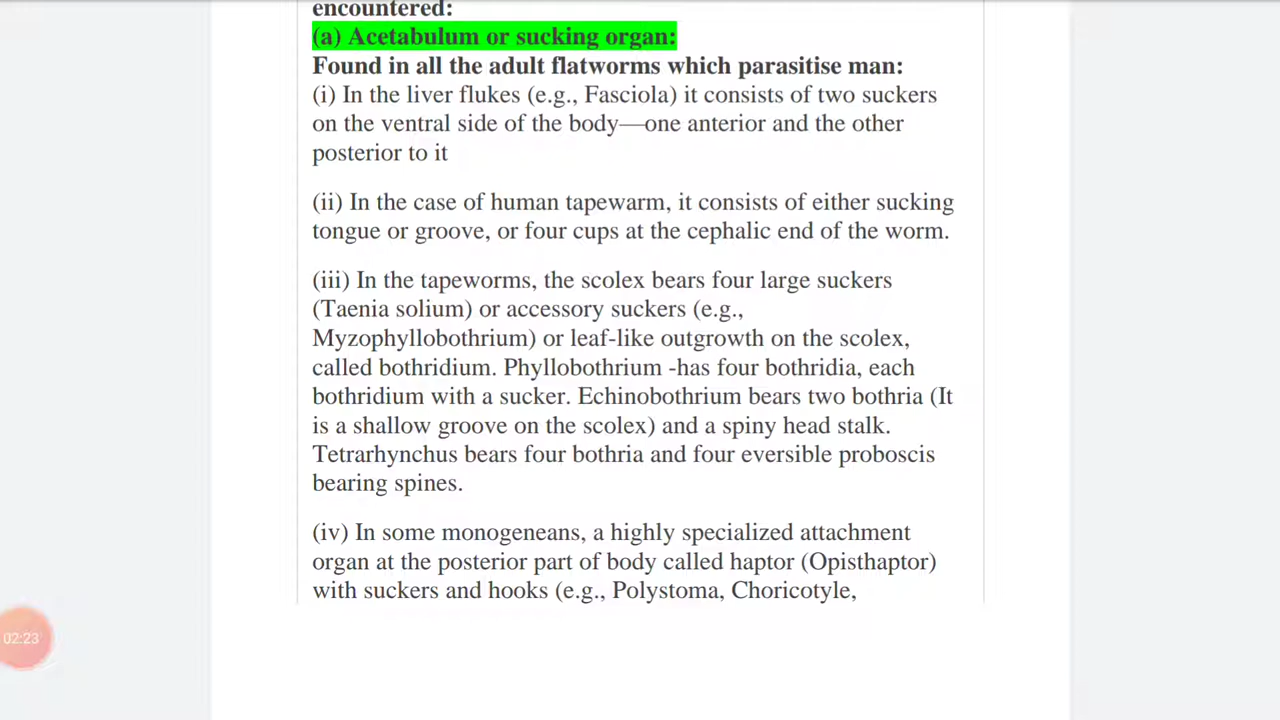 encountered:
(a) Acetabulum or sucking organ:
Found in all the adult flatworms which parasitise man:
(i) In the liver flukes (e.g., Fasciola) it consists of two suckers
on the ventral side of the body—one anterior and the other
posterior to it
(ii) In the case of human tapewarm, it consists of either sucking
tongue or groove, or four cups at the cephalic end of the worm.
(iii) In the tapeworms, the scolex bears four large suckers
(Taenia solium) or accessory suckers (e.g.,
Myzophyllobothrium) or leaf-like outgrowth on the scolex,
called bothridium. Phyllobothrium -has four bothridia, each
bothridium with a sucker. Echinobothrium bears two bothria (It
is a shallow groove on the scolex) and a spiny head stalk.
Tetrarhynchus bears four bothria and four eversible proboscis
bearing spines.
(iv) In some monogeneans, a highly specialized attachment
organ at the posterior part of body called haptor (Opisthaptor)
with suckers and hooks (e.g., Polystoma, Choricotyle,
02:23